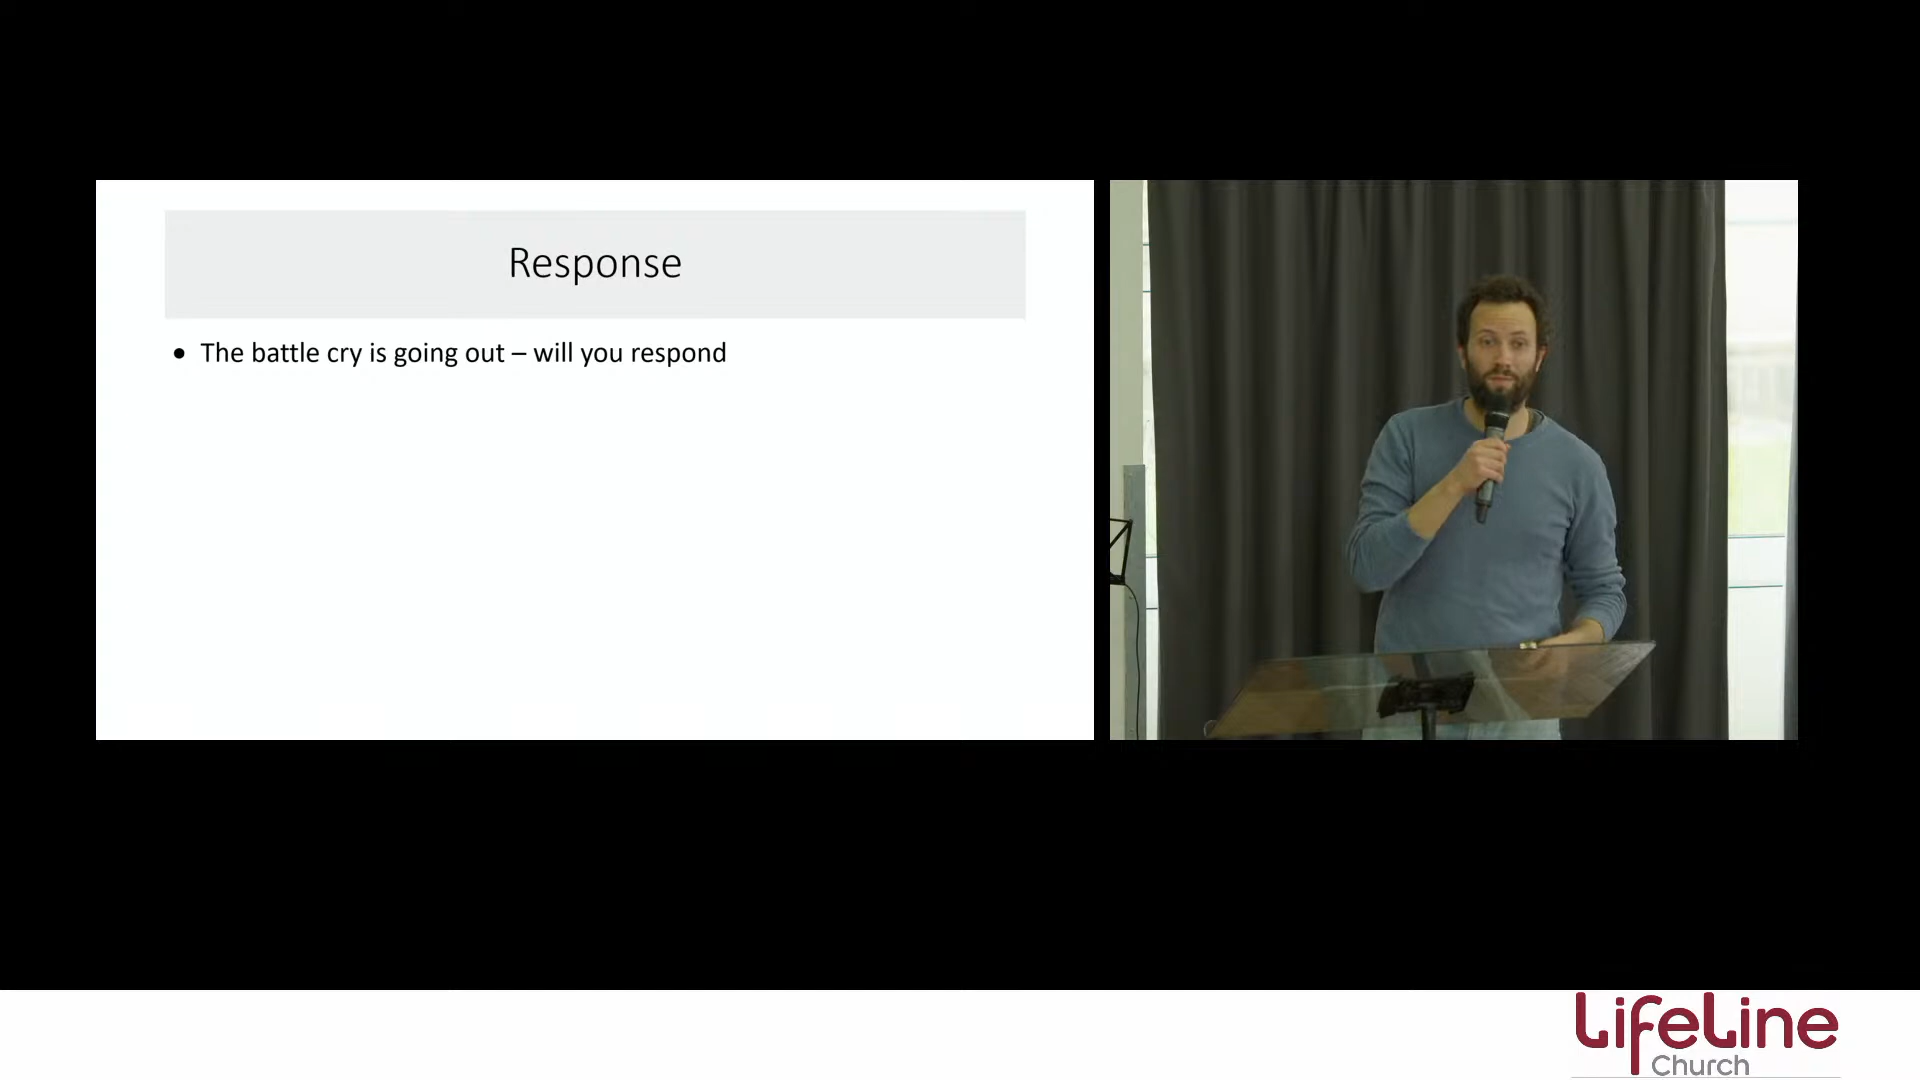 Response
• The battle cry is going out – will you respond
LifeLine
Church